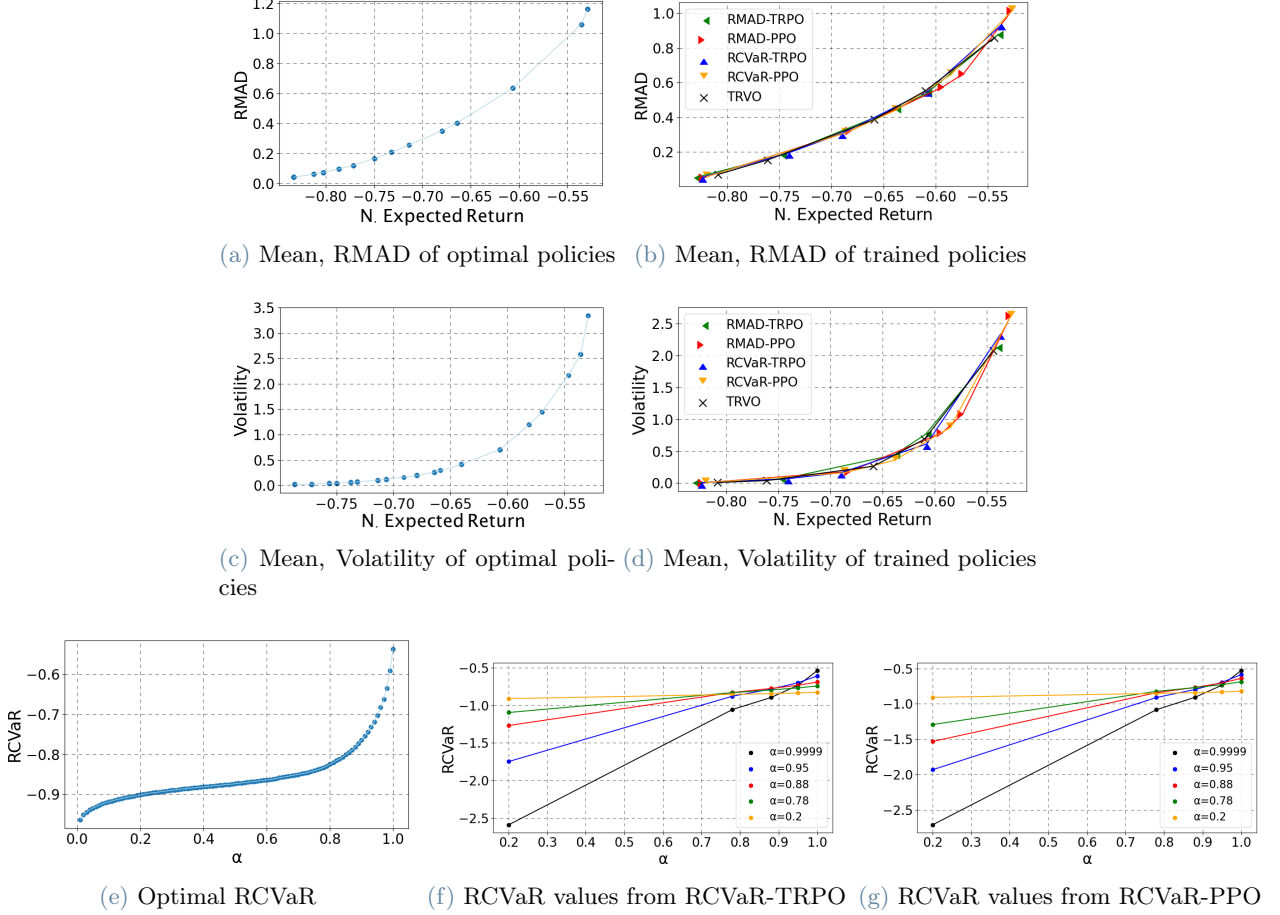 1.2
1.0
0.8
0.6
0.4
0.2
0.0
RMAD
−0.80 −0.75 −0.70 −0.65 −0.60 −0.55
N. Expected Return
(a) Mean, RMAD of optimal policies
1.0
0.8
0.6
0.4
0.2
RMAD
RMAD-TRPO
RMAD-PPO
RCVaR-TRPO
RCVaR-PPO
TRVO
−0.80 −0.75 −0.70 −0.65 −0.60 −0.55
N. Expected Return
(b) Mean, RMAD of trained policies
3.5
3.0
2.5
2.0
1.5
1.0
0.5
0.0
Volatility
−0.75 −0.70 −0.65 −0.60 −0.55
N. Expected Return
(c) Mean, Volatility of optimal poli-
cies
2.5
2.0
1.5
1.0
0.5
0.0
Volatility
RMAD-TRPO
RMAD-PPO
RCVaR-TRPO
RCVaR-PPO
TRVO
−0.80 −0.75 −0.70 −0.65 −0.60 −0.55
N. Expected Return
(d) Mean, Volatility of trained policies
−0.6
−0.7
−0.8
−0.9
RCVaR
0.0 0.2 0.4 0.6 0.8 1.0
α
(e) Optimal RCVaR
−0.5
−1.0
−1.5
−2.0
−2.5
RCVaR
α=0.9999
α=0.95
α=0.88
α=0.78
α=0.2
0.2 0.3 0.4 0.5 0.6 0.7 0.8 0.9 1.0
α
(f) RCVaR values from RCVaR-TRPO
−0.5
−1.0
−1.5
−2.0
−2.5
RCVaR
α=0.9999
α=0.95
α=0.88
α=0.78
α=0.2
0.2 0.3 0.4 0.5 0.6 0.7 0.8 0.9 1.0
α
(g) RCVaR values from RCVaR-PPO